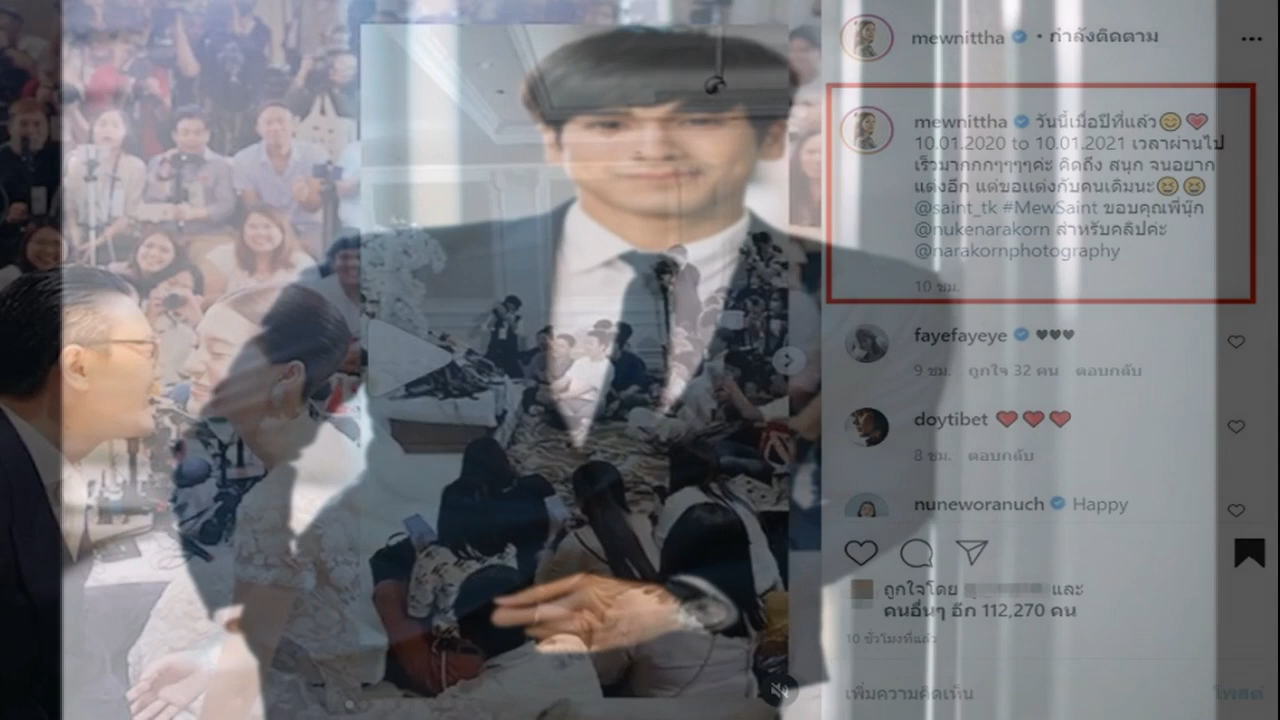 mewnittha • กำลังติดตาม
mewnittha วันนี้เมื่อปีที่แล้ว😊💗
10.01.2020 to 10.01.2021 เวลาผ่านไป
เร็วมากกกๆๆๆๆค่ะ คิดถึง สนุก จนอยาก
แต่งอีก แต่ขอแต่งกับคนเดิมนะ😆😆
@saint_tk #MewSaint ขอบคุณพี่นุ๊ก
@nukenarakorn สำหรับคลิปค่ะ
@narakornphotography
10 ชม.
fayefayeye 🖤🖤🖤
9 ชม. ถูกใจ 32 คน ตอบกลับ
doytibet ❤️❤️❤️
8 ชม. ตอบกลับ
nuneworanuch Happy
ถูกใจโดย และ
คนอื่นๆ อีก 112,270 คน
10 ชั่วโมงที่แล้ว
เพิ่มความคิดเห็น
โพสต์